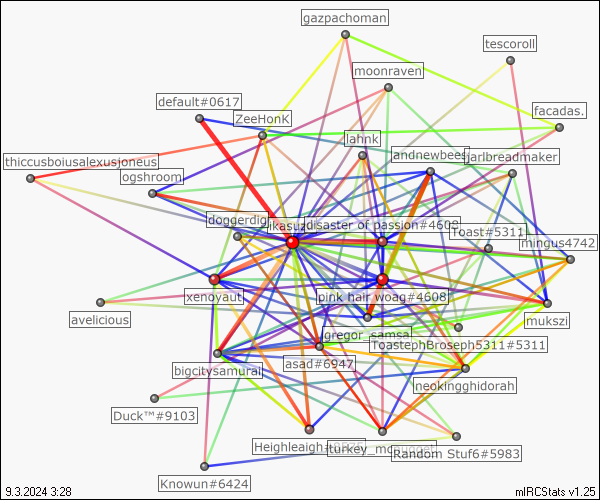 gazpachoman
tescoroll
moonraven
default#0617
ZeeHonK
facadas.
lahnk
andnewbees
jarlbreadmaker
thiccusboiusalexusjoneus
ogshroom
doggerdig
ikasuz
disaster of passion#4603
Toast#5311
mingus4742
xenoyaut
pink hair woag#4608
avelicious
gregor_samsa
mukszi
ToastephBroseph5311#5311
bigcitysamurai
asad#6947
neokingghidorah
Duck™#9103
Heighleaigh
turkey_mc
Random Stuf6#5983
Knowun#6424
9.3.2024 3:28
mIRCStats v1.25